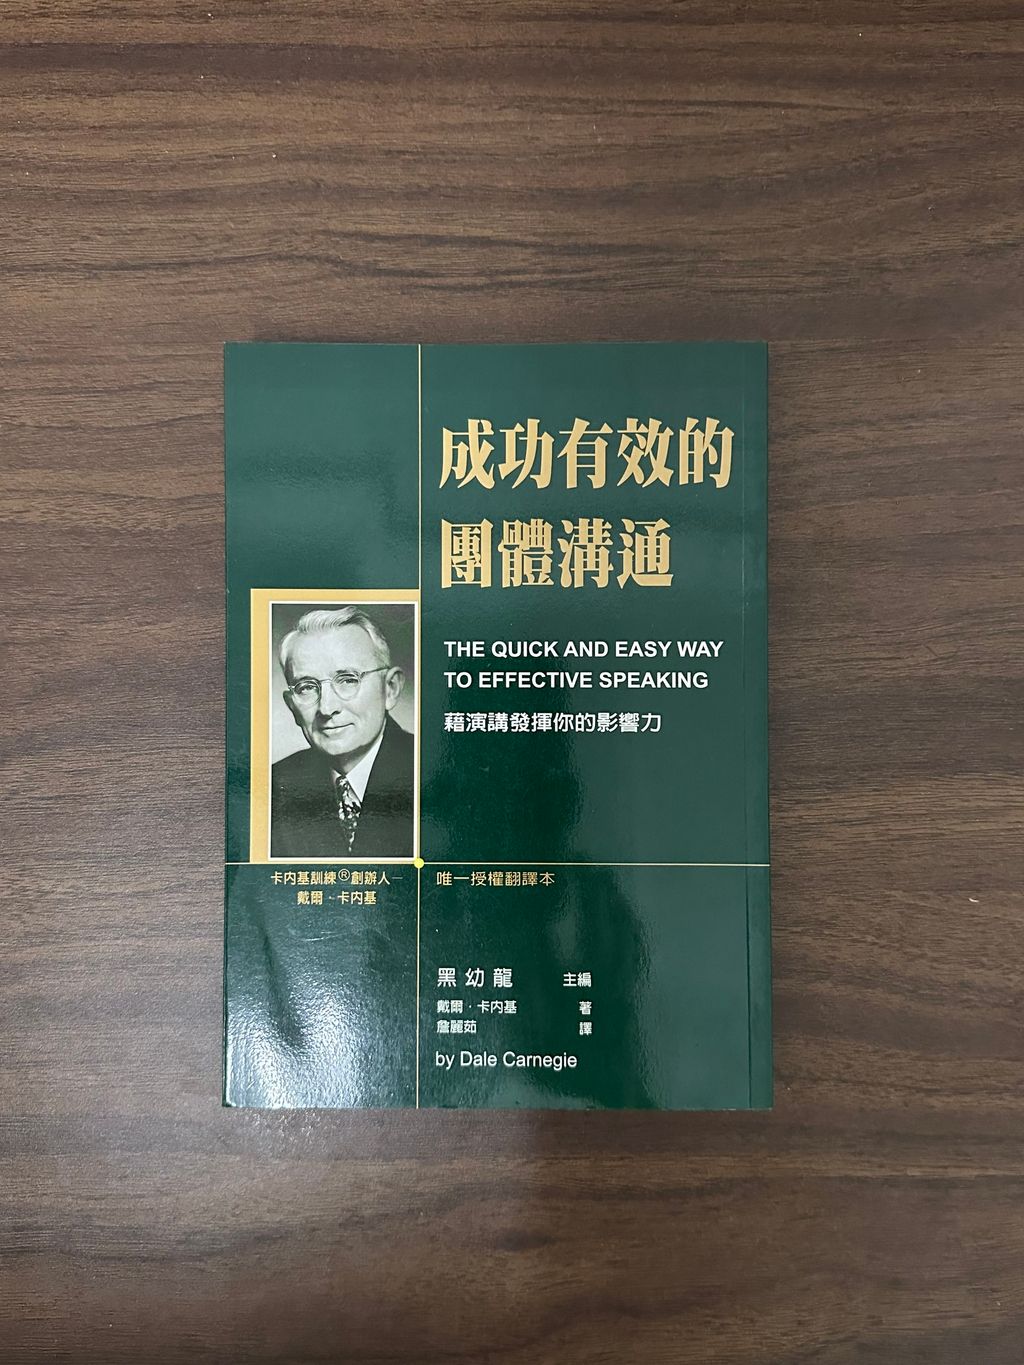 成功有效的
團體溝通
THE QUICK AND EASY WAY
TO EFFECTIVE SPEAKING
藉演講發揮你的影響力
卡內基訓練®創辦人—
戴爾・卡內基
唯一授權翻譯本
黑幼龍 主編
戴爾・卡內基 著
詹麗茹 譯
by Dale Carnegie